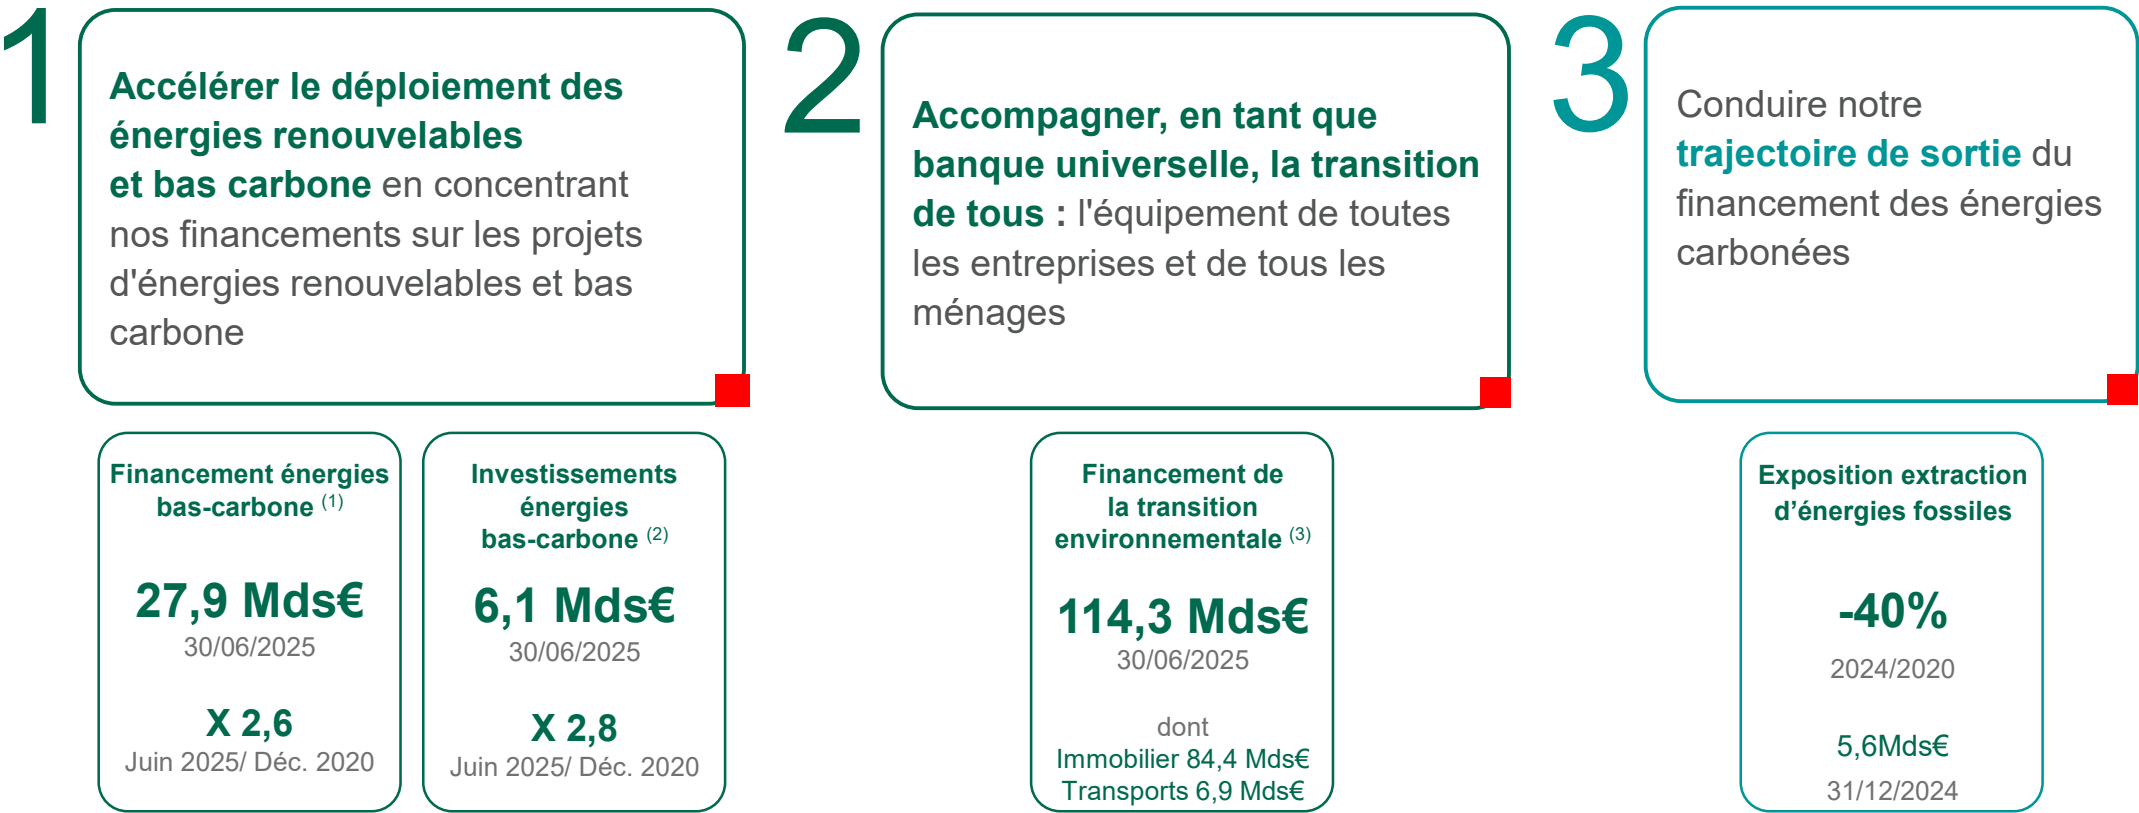 1
Accélérer le déploiement des
énergies renouvelables
et bas carbone en concentrant
nos financements sur les projets
d'énergies renouvelables et bas
carbone
2
Accompagner, en tant que
banque universelle, la transition
de tous : l'équipement de toutes
les entreprises et de tous les
ménages
3
Conduire notre
trajectoire de sortie du
financement des énergies
carbonées
Financement énergies
bas-carbone (1)
27,9 Mds€
30/06/2025
X 2,6
Juin 2025/ Déc. 2020
Investissements
énergies
bas-carbone (2)
6,1 Mds€
30/06/2025
X 2,8
Juin 2025/ Déc. 2020
Financement de
la transition
environnementale (3)
114,3 Mds€
30/06/2025
dont
Immobilier 84,4 Mds€
Transports 6,9 Mds€
Exposition extraction
d’énergies fossiles
-40%
2024/2020
5,6Mds€
31/12/2024